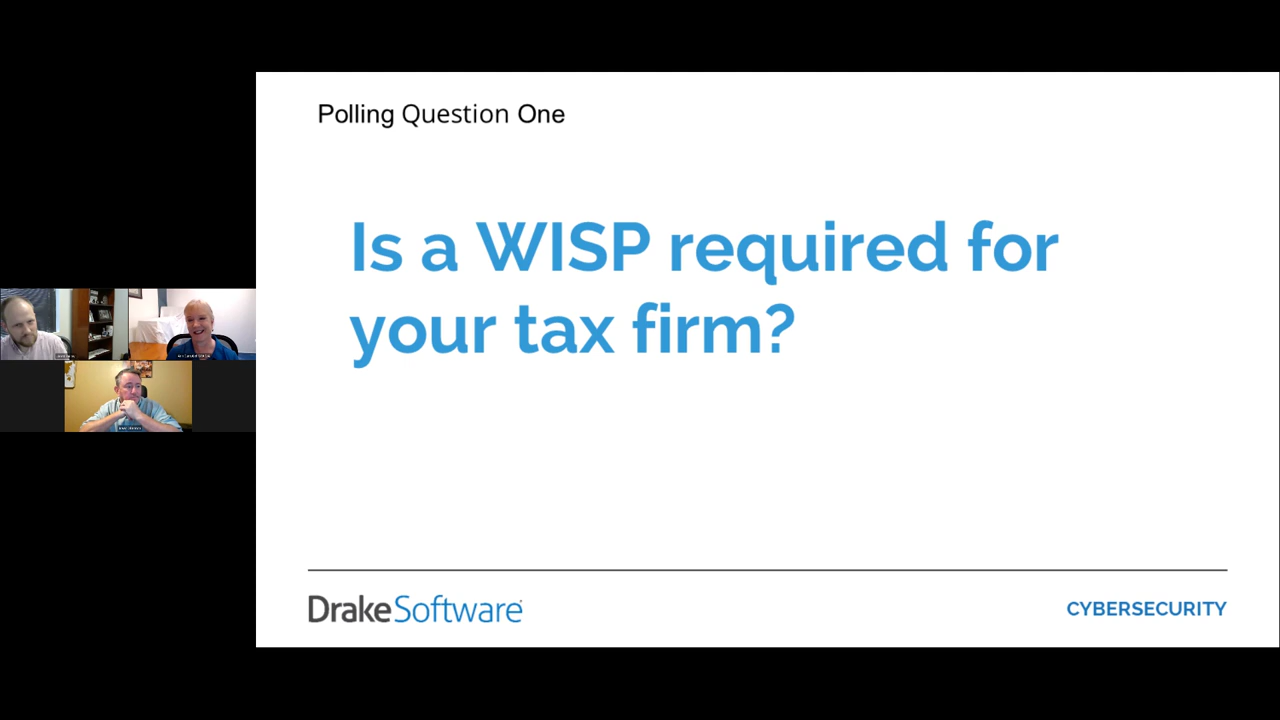 Polling Question One
Is a WISP required for
your tax firm?
DrakeSoftware
CYBERSECURITY